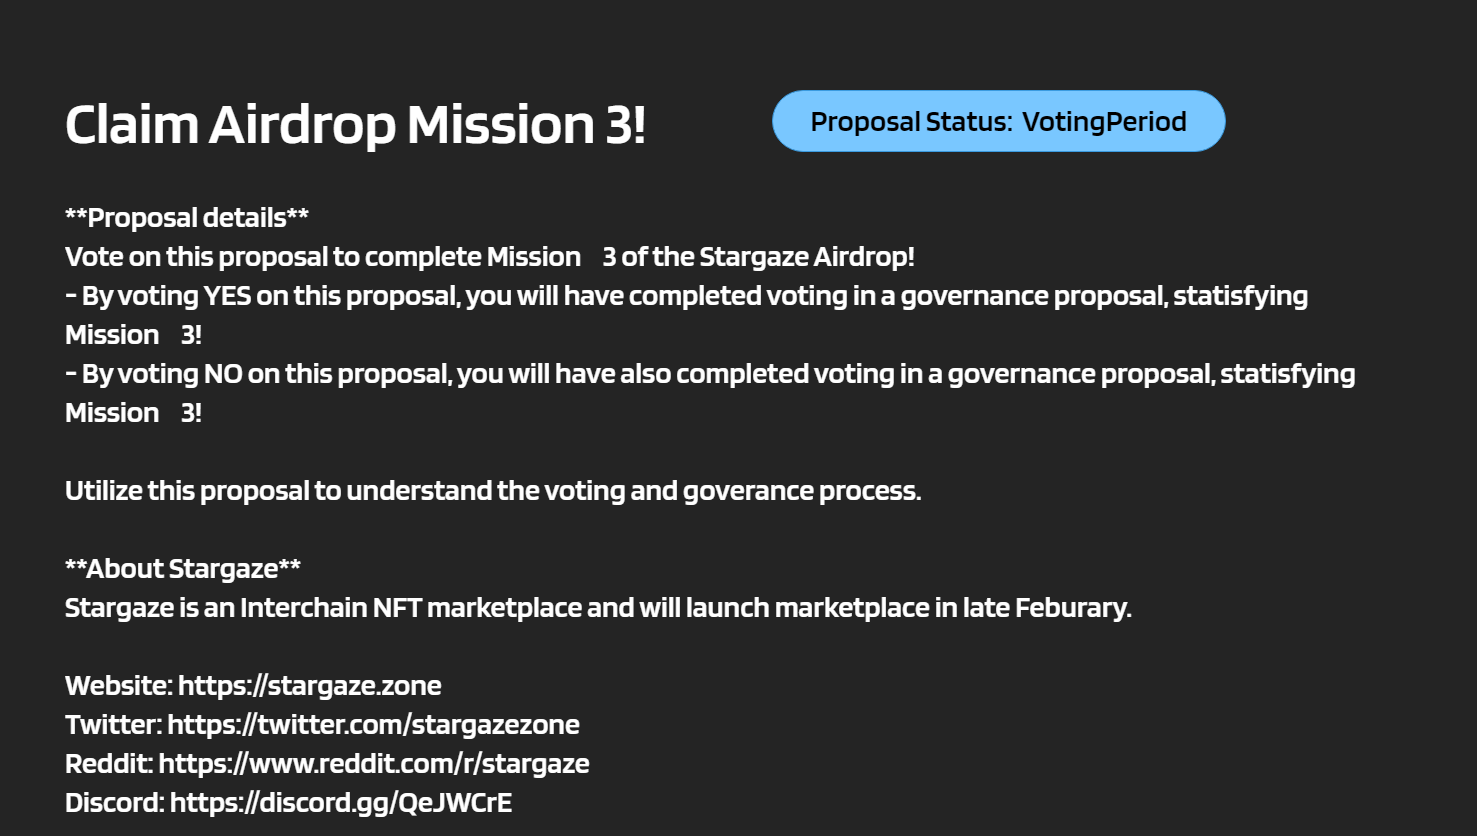 Claim Airdrop Mission 3!
Proposal Status: VotingPeriod
**Proposal details**
Vote on this proposal to complete Mission 3 of the Stargaze Airdrop!
- By voting YES on this proposal, you will have completed voting in a governance proposal, statisfying
Mission 3!
- By voting NO on this proposal, you will have also completed voting in a governance proposal, statisfying
Mission 3!
Utilize this proposal to understand the voting and goverance process.
**About Stargaze**
Stargaze is an Interchain NFT marketplace and will launch marketplace in late Feburary.
Website: https://stargaze.zone
Twitter: https://twitter.com/stargazezone
Reddit: https://www.reddit.com/r/stargaze
Discord: https://discord.gg/QeJWCrE